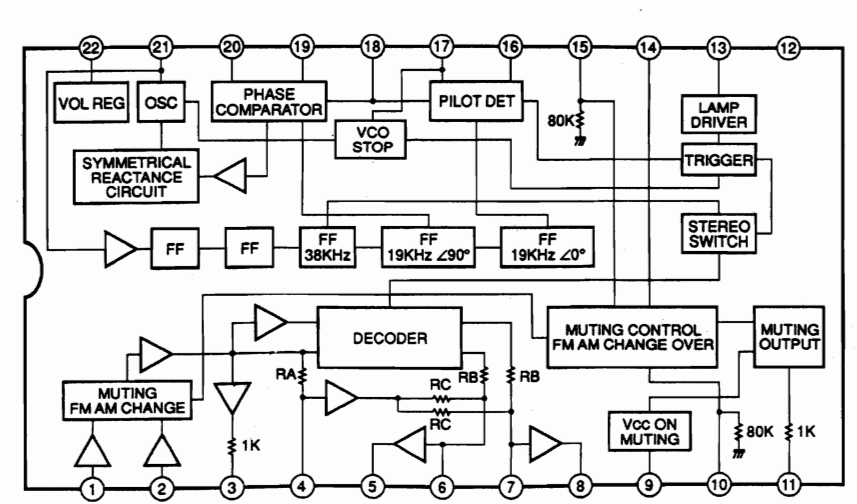 22 21 20 19 18 17 16 15 14 13 12
VOL REG
OSC
PHASE
COMPARATOR
PILOT DET
VCO
STOP
80K
LAMP
DRIVER
TRIGGER
SYMMETRICAL
REACTANCE
CIRCUIT
STEREO
SWITCH
FF
FF
FF
38KHz
FF
19KHz ∠90°
FF
19KHz ∠0°
DECODER
MUTING CONTROL
FM AM CHANGE OVER
MUTING
OUTPUT
RA
RB
RB
RC
RC
MUTING
FM AM CHANGE
1K
Vcc ON
MUTING
80K
1K
1 2 3 4 5 6 7 8 9 10 11